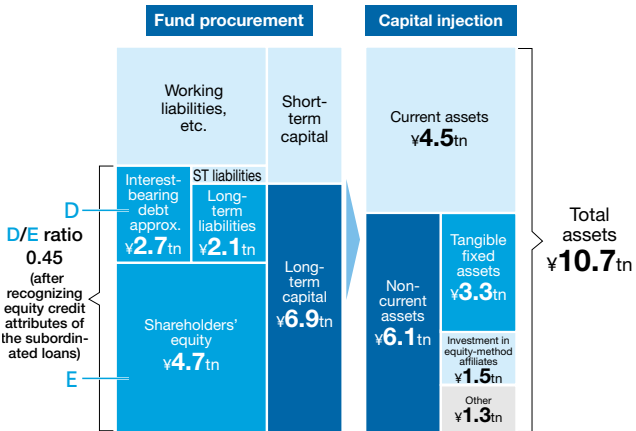 Fund procurement
Capital injection
Working
liabilities,
etc.
Short-
term
capital
Current assets
¥4.5tn
Interest-
bearing
debt
approx.
¥2.7tn
ST liabilities
Long-
term
liabilities
¥2.1tn
D
D/E ratio
0.45
(after
recognizing
equity credit
attributes of
the subordin-
ated loans)
E
Shareholders'
equity
¥4.7tn
Long-
term
capital
¥6.9tn
Non-
current
assets
¥6.1tn
Tangible
fixed
assets
¥3.3tn
Investment in
equity-method
affiliates
¥1.5tn
Other
¥1.3tn
Total
assets
¥10.7tn